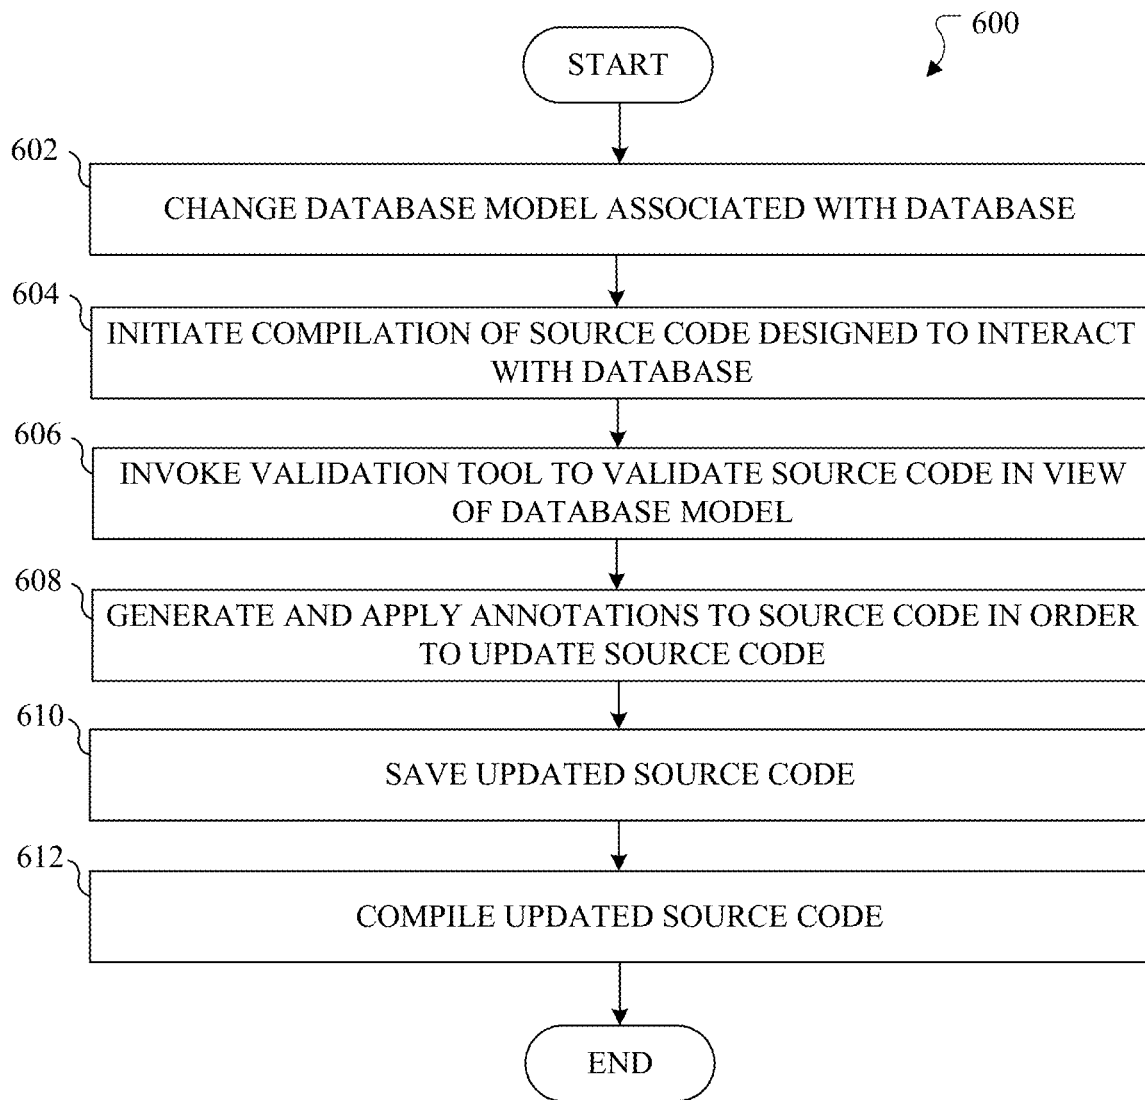 600
START
602
CHANGE DATABASE MODEL ASSOCIATED WITH DATABASE
604
INITIATE COMPILATION OF SOURCE CODE DESIGNED TO INTERACT
WITH DATABASE
606
INVOKE VALIDATION TOOL TO VALIDATE SOURCE CODE IN VIEW
OF DATABASE MODEL
608
GENERATE AND APPLY ANNOTATIONS TO SOURCE CODE IN ORDER
TO UPDATE SOURCE CODE
610
SAVE UPDATED SOURCE CODE
612
COMPILE UPDATED SOURCE CODE
END